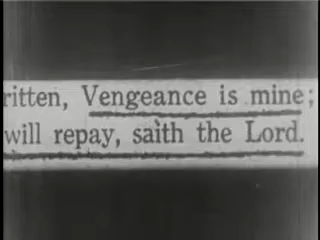 ritten, Vengeance is mine;
will repay, saith the Lord.